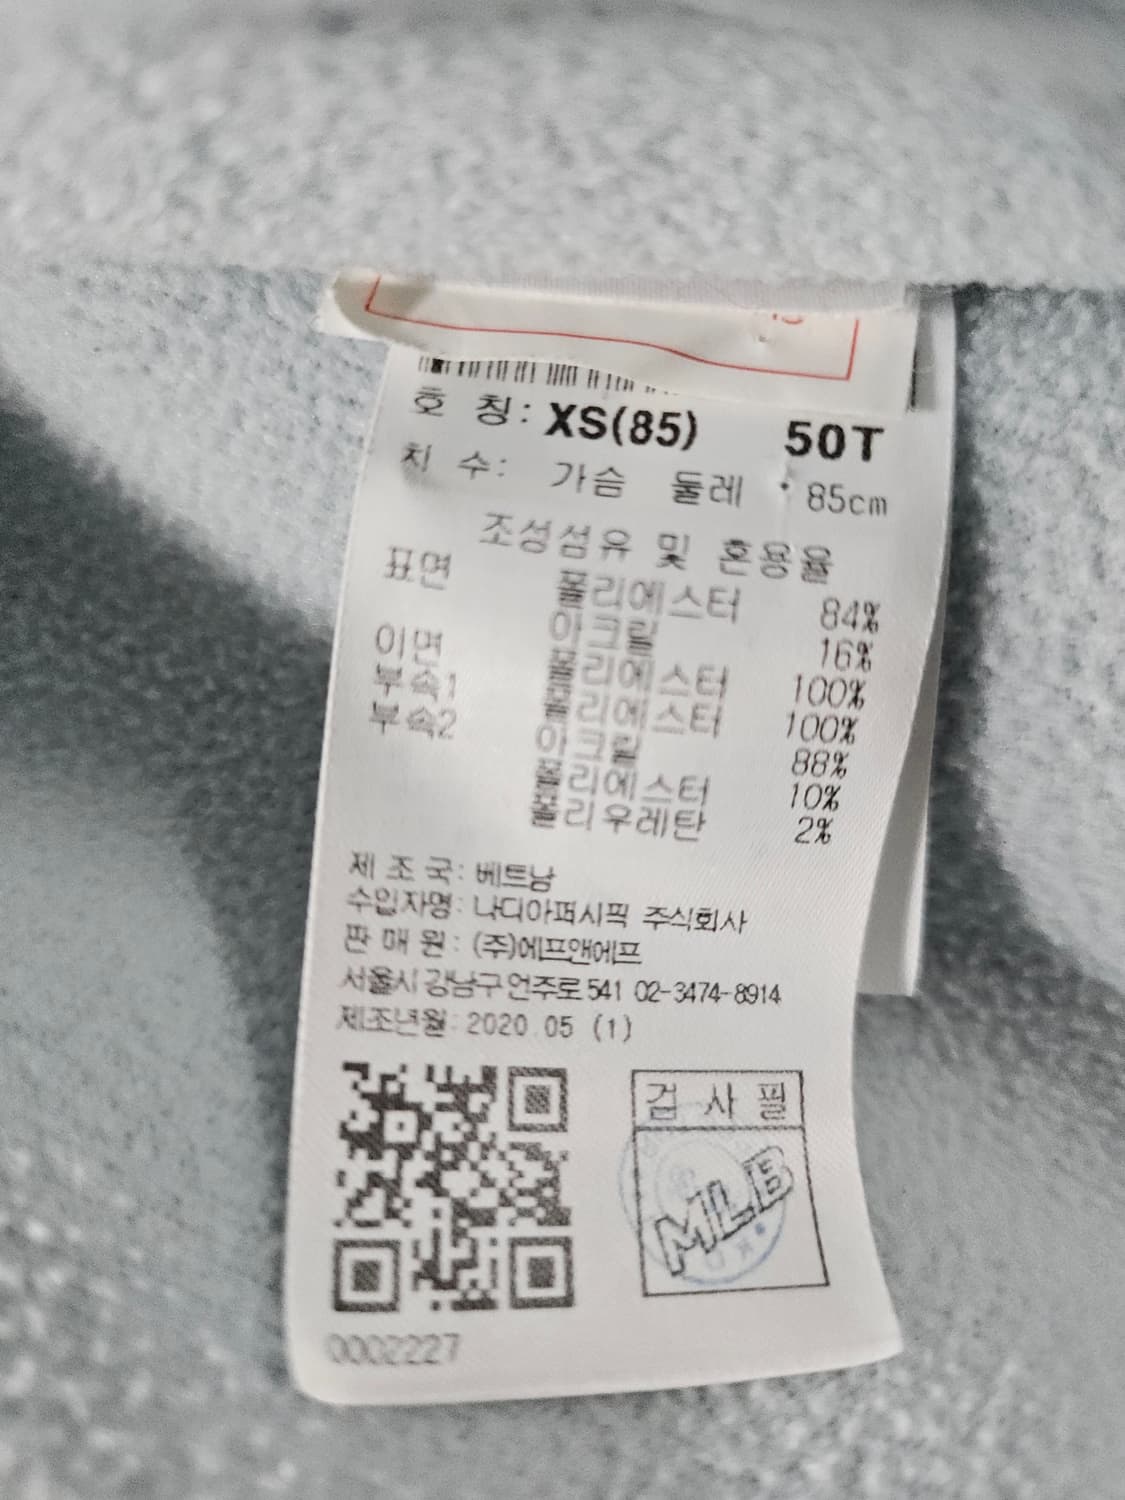 호 칭: XS(85) 50T
치 수: 가슴 둘레 · 85cm
조성섬유 및 혼용율
표면 폴리에스터 84%
아크릴 16%
이면 폴리에스터 100%
부속1 폴리에스터 100%
부속2 아크릴 88%
폴리에스터 10%
폴리우레탄 2%
제 조 국: 베트남
수입자명: 나디아퍼시픽 주식회사
판 매 원: (주)에프앤에프
서울시 강남구 언주로 541 02-3474-8914
제조년월: 2020.05 (1)
검 사 필
MLB
0002227